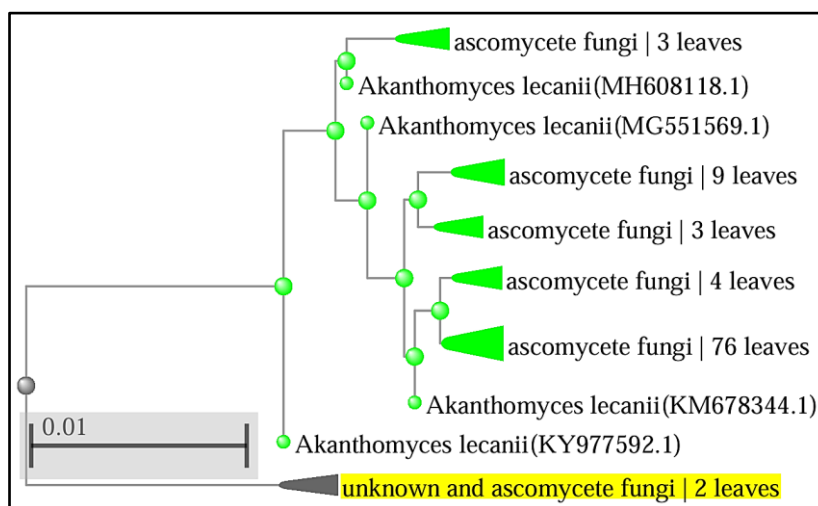 ascomycete fungi | 3 leaves
Akanthomyces lecanii(MH608118.1)
Akanthomyces lecanii(MG551569.1)
ascomycete fungi | 9 leaves
ascomycete fungi | 3 leaves
ascomycete fungi | 4 leaves
ascomycete fungi | 76 leaves
Akanthomyces lecanii(KM678344.1)
0.01
Akanthomyces lecanii(KY977592.1)
unknown and ascomycete fungi | 2 leaves